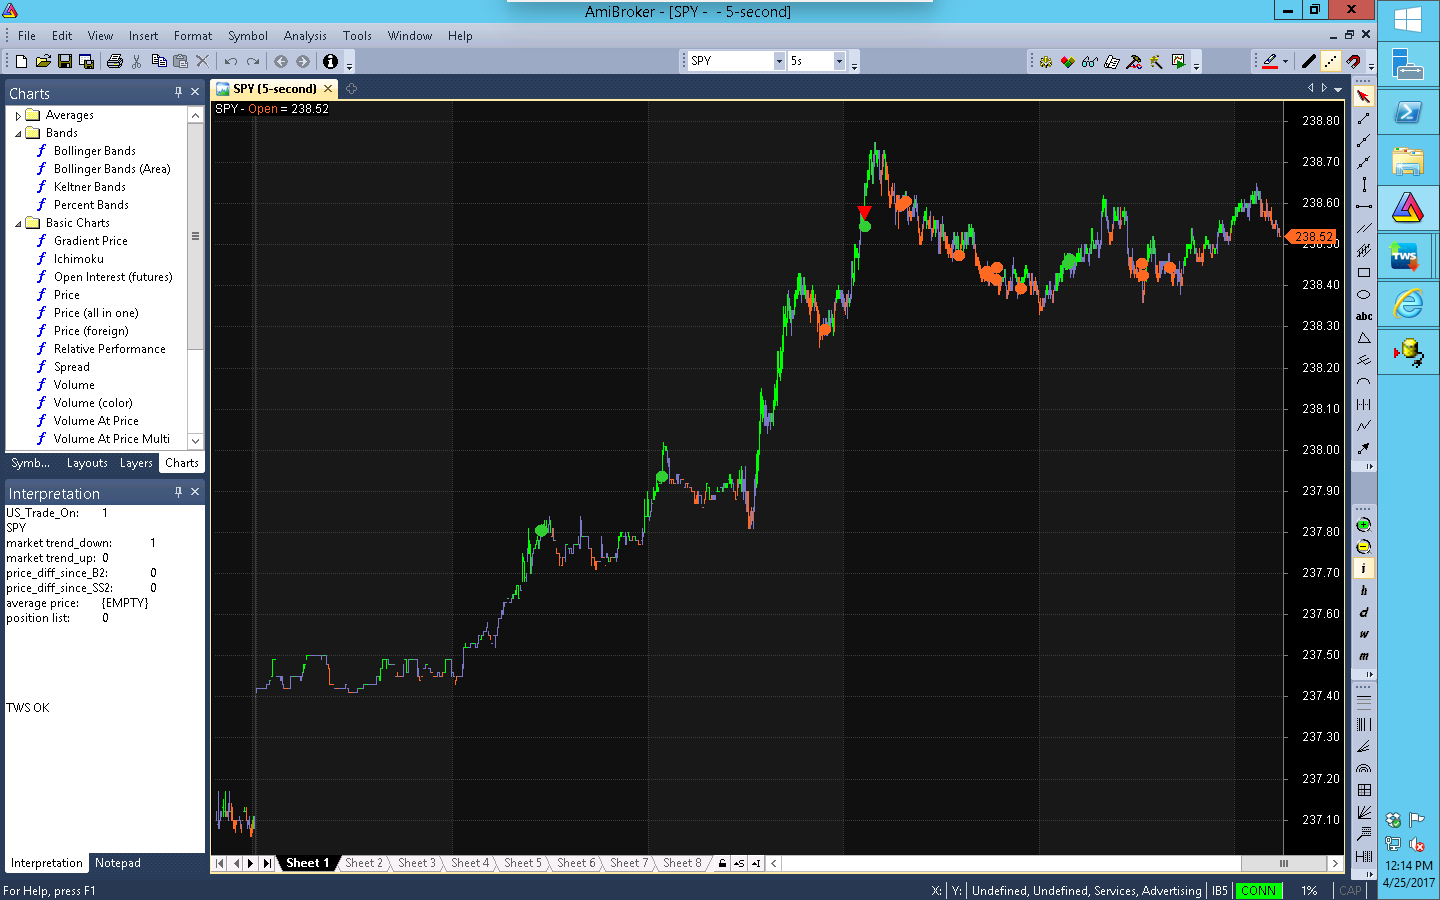 AmiBroker - [SPY - - 5-second]
File Edit View Insert Format Symbol Analysis Tools Window Help
SPY 5s
Charts
SPY (5-second)
Averages
Bands
Bollinger Bands
Bollinger Bands (Area)
Keltner Bands
Percent Bands
Basic Charts
Gradient Price
Ichimoku
Open Interest (futures)
Price
Price (all in one)
Price (foreign)
Relative Performance
Spread
Volume
Volume (color)
Volume At Price
Volume At Price Multi
Symb... Layouts Layers Charts
Interpretation
US_Trade_On: 1
SPY
market trend_down: 1
market trend_up: 0
price_diff_since_B2: 0
price_diff_since_SS2: 0
average price: {EMPTY}
position list: 0
TWS OK
Interpretation Notepad
SPY - Open = 238.52
238.80
238.70
238.60
238.52
238.50
238.40
238.30
238.20
238.10
238.00
237.90
237.80
237.70
237.60
237.50
237.40
237.30
237.20
237.10
Sheet 1 Sheet 2 Sheet 3 Sheet 4 Sheet 5 Sheet 6 Sheet 7 Sheet 8
abc
i
h
d
w
m
TWS
12:14 PM
4/25/2017
For Help, press F1
X: Y: Undefined, Undefined, Services, Advertising IB5 CONN 1% CAP